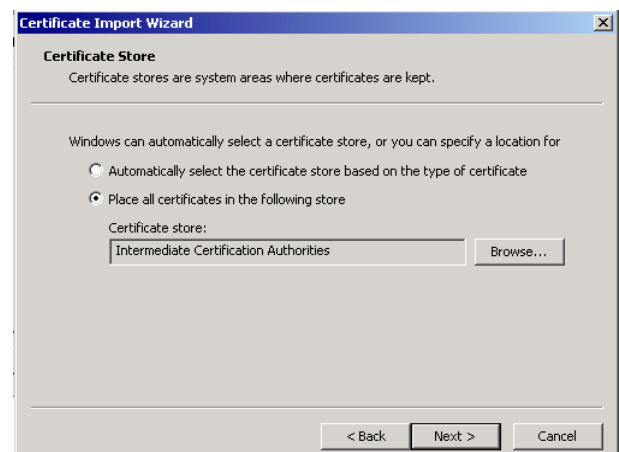 Certificate Import Wizard
Certificate Store
Certificate stores are system areas where certificates are kept.
Windows can automatically select a certificate store, or you can specify a location for
Automatically select the certificate store based on the type of certificate
Place all certificates in the following store
Certificate store:
Intermediate Certification Authorities
Browse...
< Back
Next >
Cancel